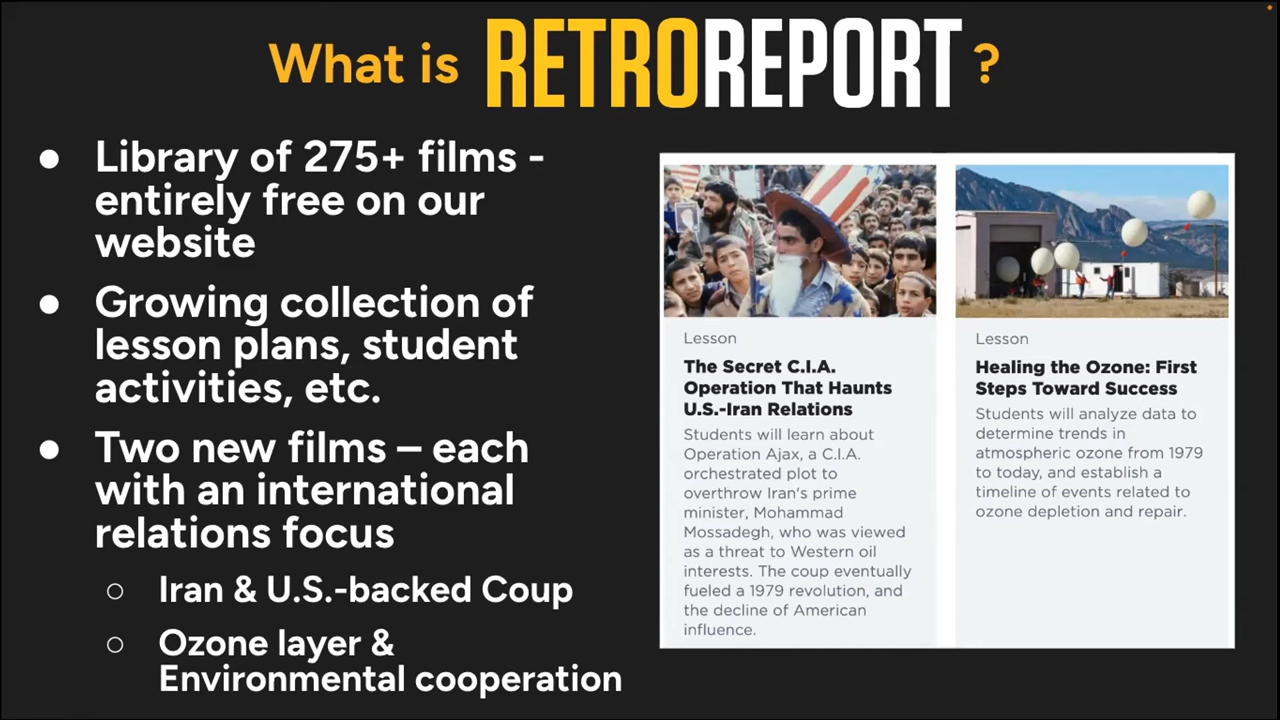 What is RETROREPORT ?
● Library of 275+ films -
entirely free on our
website
● Growing collection of
lesson plans, student
activities, etc.
● Two new films – each
with an international
relations focus
○ Iran & U.S.-backed Coup
○ Ozone layer &
Environmental cooperation
Lesson
The Secret C.I.A.
Operation That Haunts
U.S.-Iran Relations
Students will learn about
Operation Ajax, a C.I.A.
orchestrated plot to
overthrow Iran's prime
minister, Mohammad
Mossadegh, who was viewed
as a threat to Western oil
interests. The coup eventually
fueled a 1979 revolution, and
the decline of American
influence.
Lesson
Healing the Ozone: First
Steps Toward Success
Students will analyze data to
determine trends in
atmospheric ozone from 1979
to today, and establish a
timeline of events related to
ozone depletion and repair.